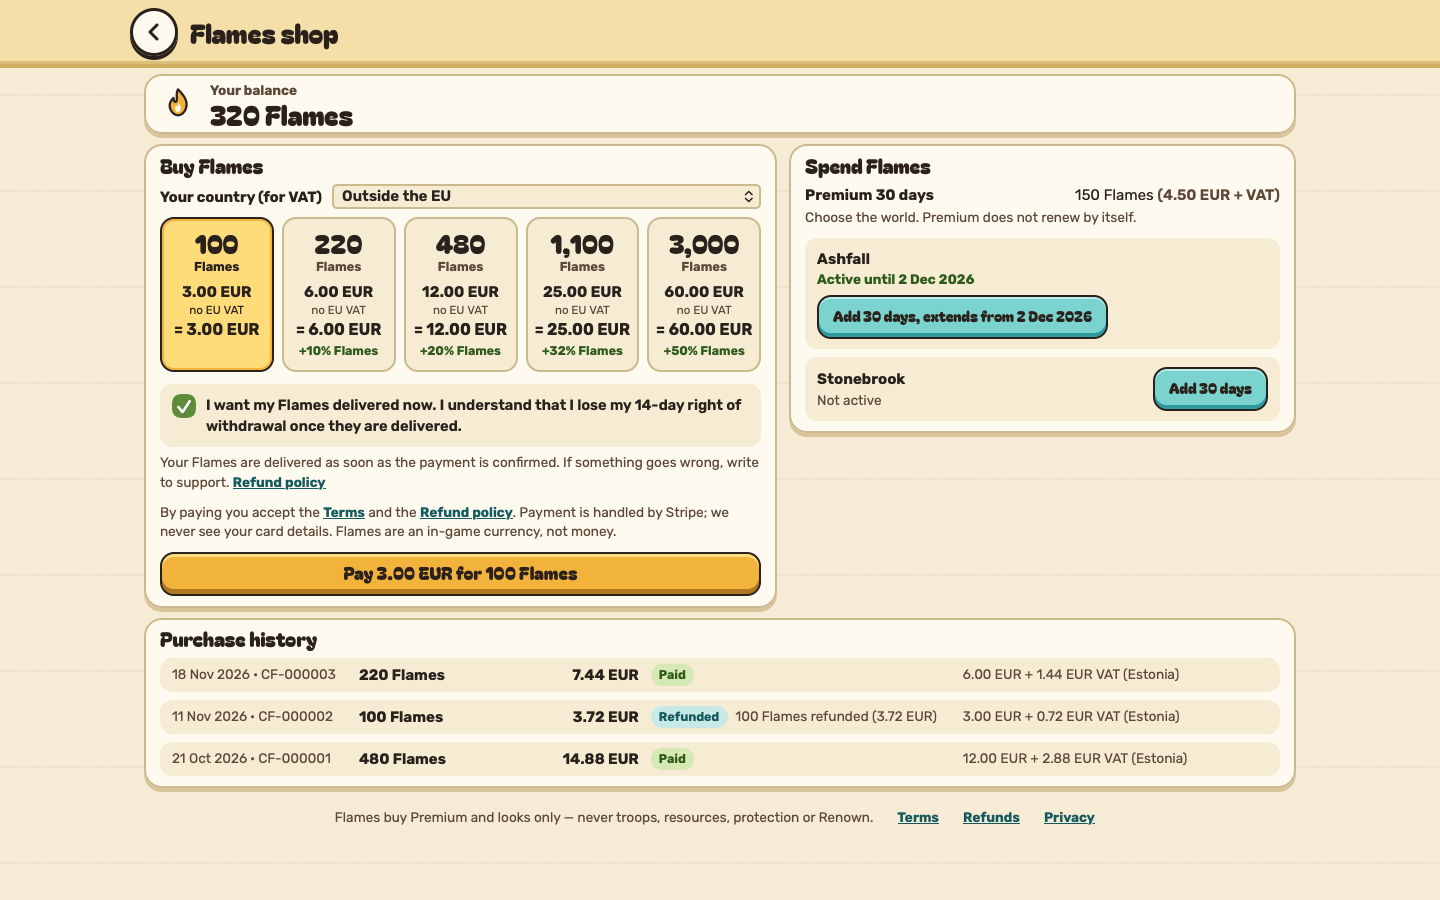 Flames shop
Your balance
320 Flames
Buy Flames
Your country (for VAT) Outside the EU
100
Flames
3.00 EUR
no EU VAT
= 3.00 EUR
220
Flames
6.00 EUR
no EU VAT
= 6.00 EUR
+10% Flames
480
Flames
12.00 EUR
no EU VAT
= 12.00 EUR
+20% Flames
1,100
Flames
25.00 EUR
no EU VAT
= 25.00 EUR
+32% Flames
3,000
Flames
60.00 EUR
no EU VAT
= 60.00 EUR
+50% Flames
I want my Flames delivered now. I understand that I lose my 14-day right of
withdrawal once they are delivered.
Your Flames are delivered as soon as the payment is confirmed. If something goes wrong, write
to support. Refund policy
By paying you accept the Terms and the Refund policy. Payment is handled by Stripe; we
never see your card details. Flames are an in-game currency, not money.
Pay 3.00 EUR for 100 Flames
Spend Flames
Premium 30 days 150 Flames (4.50 EUR + VAT)
Choose the world. Premium does not renew by itself.
Ashfall
Active until 2 Dec 2026
Add 30 days, extends from 2 Dec 2026
Stonebrook
Not active
Add 30 days
Purchase history
18 Nov 2026 • CF-000003 220 Flames 7.44 EUR Paid 6.00 EUR + 1.44 EUR VAT (Estonia)
11 Nov 2026 • CF-000002 100 Flames 3.72 EUR Refunded 100 Flames refunded (3.72 EUR) 3.00 EUR + 0.72 EUR VAT (Estonia)
21 Oct 2026 • CF-000001 480 Flames 14.88 EUR Paid 12.00 EUR + 2.88 EUR VAT (Estonia)
Flames buy Premium and looks only — never troops, resources, protection or Renown. Terms Refunds Privacy